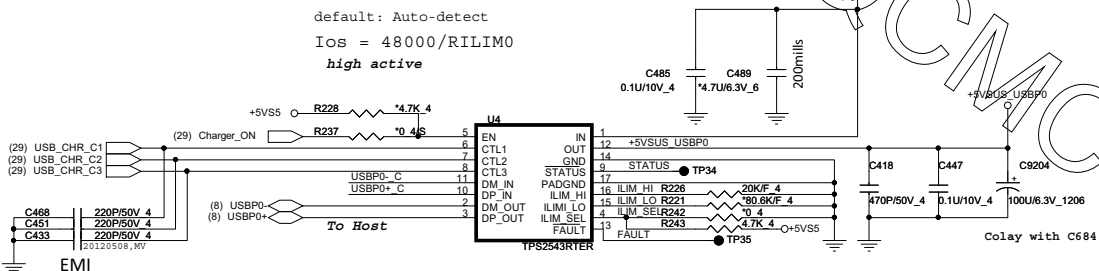 default: Auto-detect
Ios = 48000/RILIM0
high active
C485
0.1U/10V_4
C489
*4.7U/6.3V_6
200mills
+5VSUS_USBP0
+5VS5
R228
*4.7K_4
(29) Charger_ON
R237
*0_4/S
U4
5 EN
6 CTL1
7 CTL2
8 CTL3
11 DM_IN
10 DP_IN
2 DM_OUT
3 DP_OUT
IN 1
OUT 12
GND 14
STATUS 9
PADGND 17
ILIM_HI 16
ILIM_LO 15
ILIM_SEL 4
FAULT 13
TPS2543RTER
(29) USB_CHR_C1
(29) USB_CHR_C2
(29) USB_CHR_C3
USBP0-_C
USBP0+_C
(8) USBP0-
(8) USBP0+
To Host
+5VSUS_USBP0
STATUS
TP34
ILIM_HI R226 20K/F_4
ILIM_LO R221 *80.6K/F_4
ILIM_SEL R242 *0_4
R243 4.7K_4 +5VS5
FAULT
TP35
C418
470P/50V_4
C447
0.1U/10V_4
C9204
+
100U/6.3V_1206
Colay with C684
C468 220P/50V_4
C451 220P/50V_4
C433 220P/50V_4
20120508,MV
EMI